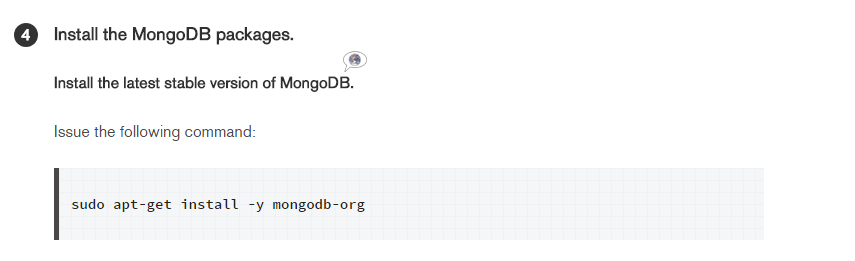 4 Install the MongoDB packages.
Install the latest stable version of MongoDB.
Issue the following command:
sudo apt-get install -y mongodb-org